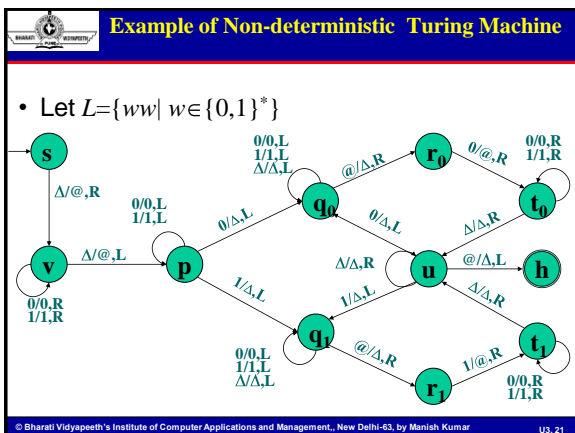 BHARATI
VIDYAPEETH
PUNE
Example of Non-deterministic Turing Machine
• Let L={ww| w∈{0,1}*}
s
Δ/@,R
v
0/0,R
1/1,R
Δ/@,L
0/0,L
1/1,L
p
0/Δ,L
1/Δ,L
0/0,L
1/1,L
Δ/Δ,L
q0
@/Δ,R
r0
0/@,R
0/0,R
1/1,R
t0
Δ/Δ,R
0/Δ,L
Δ/Δ,R
u
@/Δ,L
h
1/Δ,L
Δ/Δ,R
q1
0/0,L
1/1,L
Δ/Δ,L
@/Δ,R
r1
1/@,R
t1
0/0,R
1/1,R
© Bharati Vidyapeeth's Institute of Computer Applications and Management,, New Delhi-63, by Manish Kumar
U3. 21